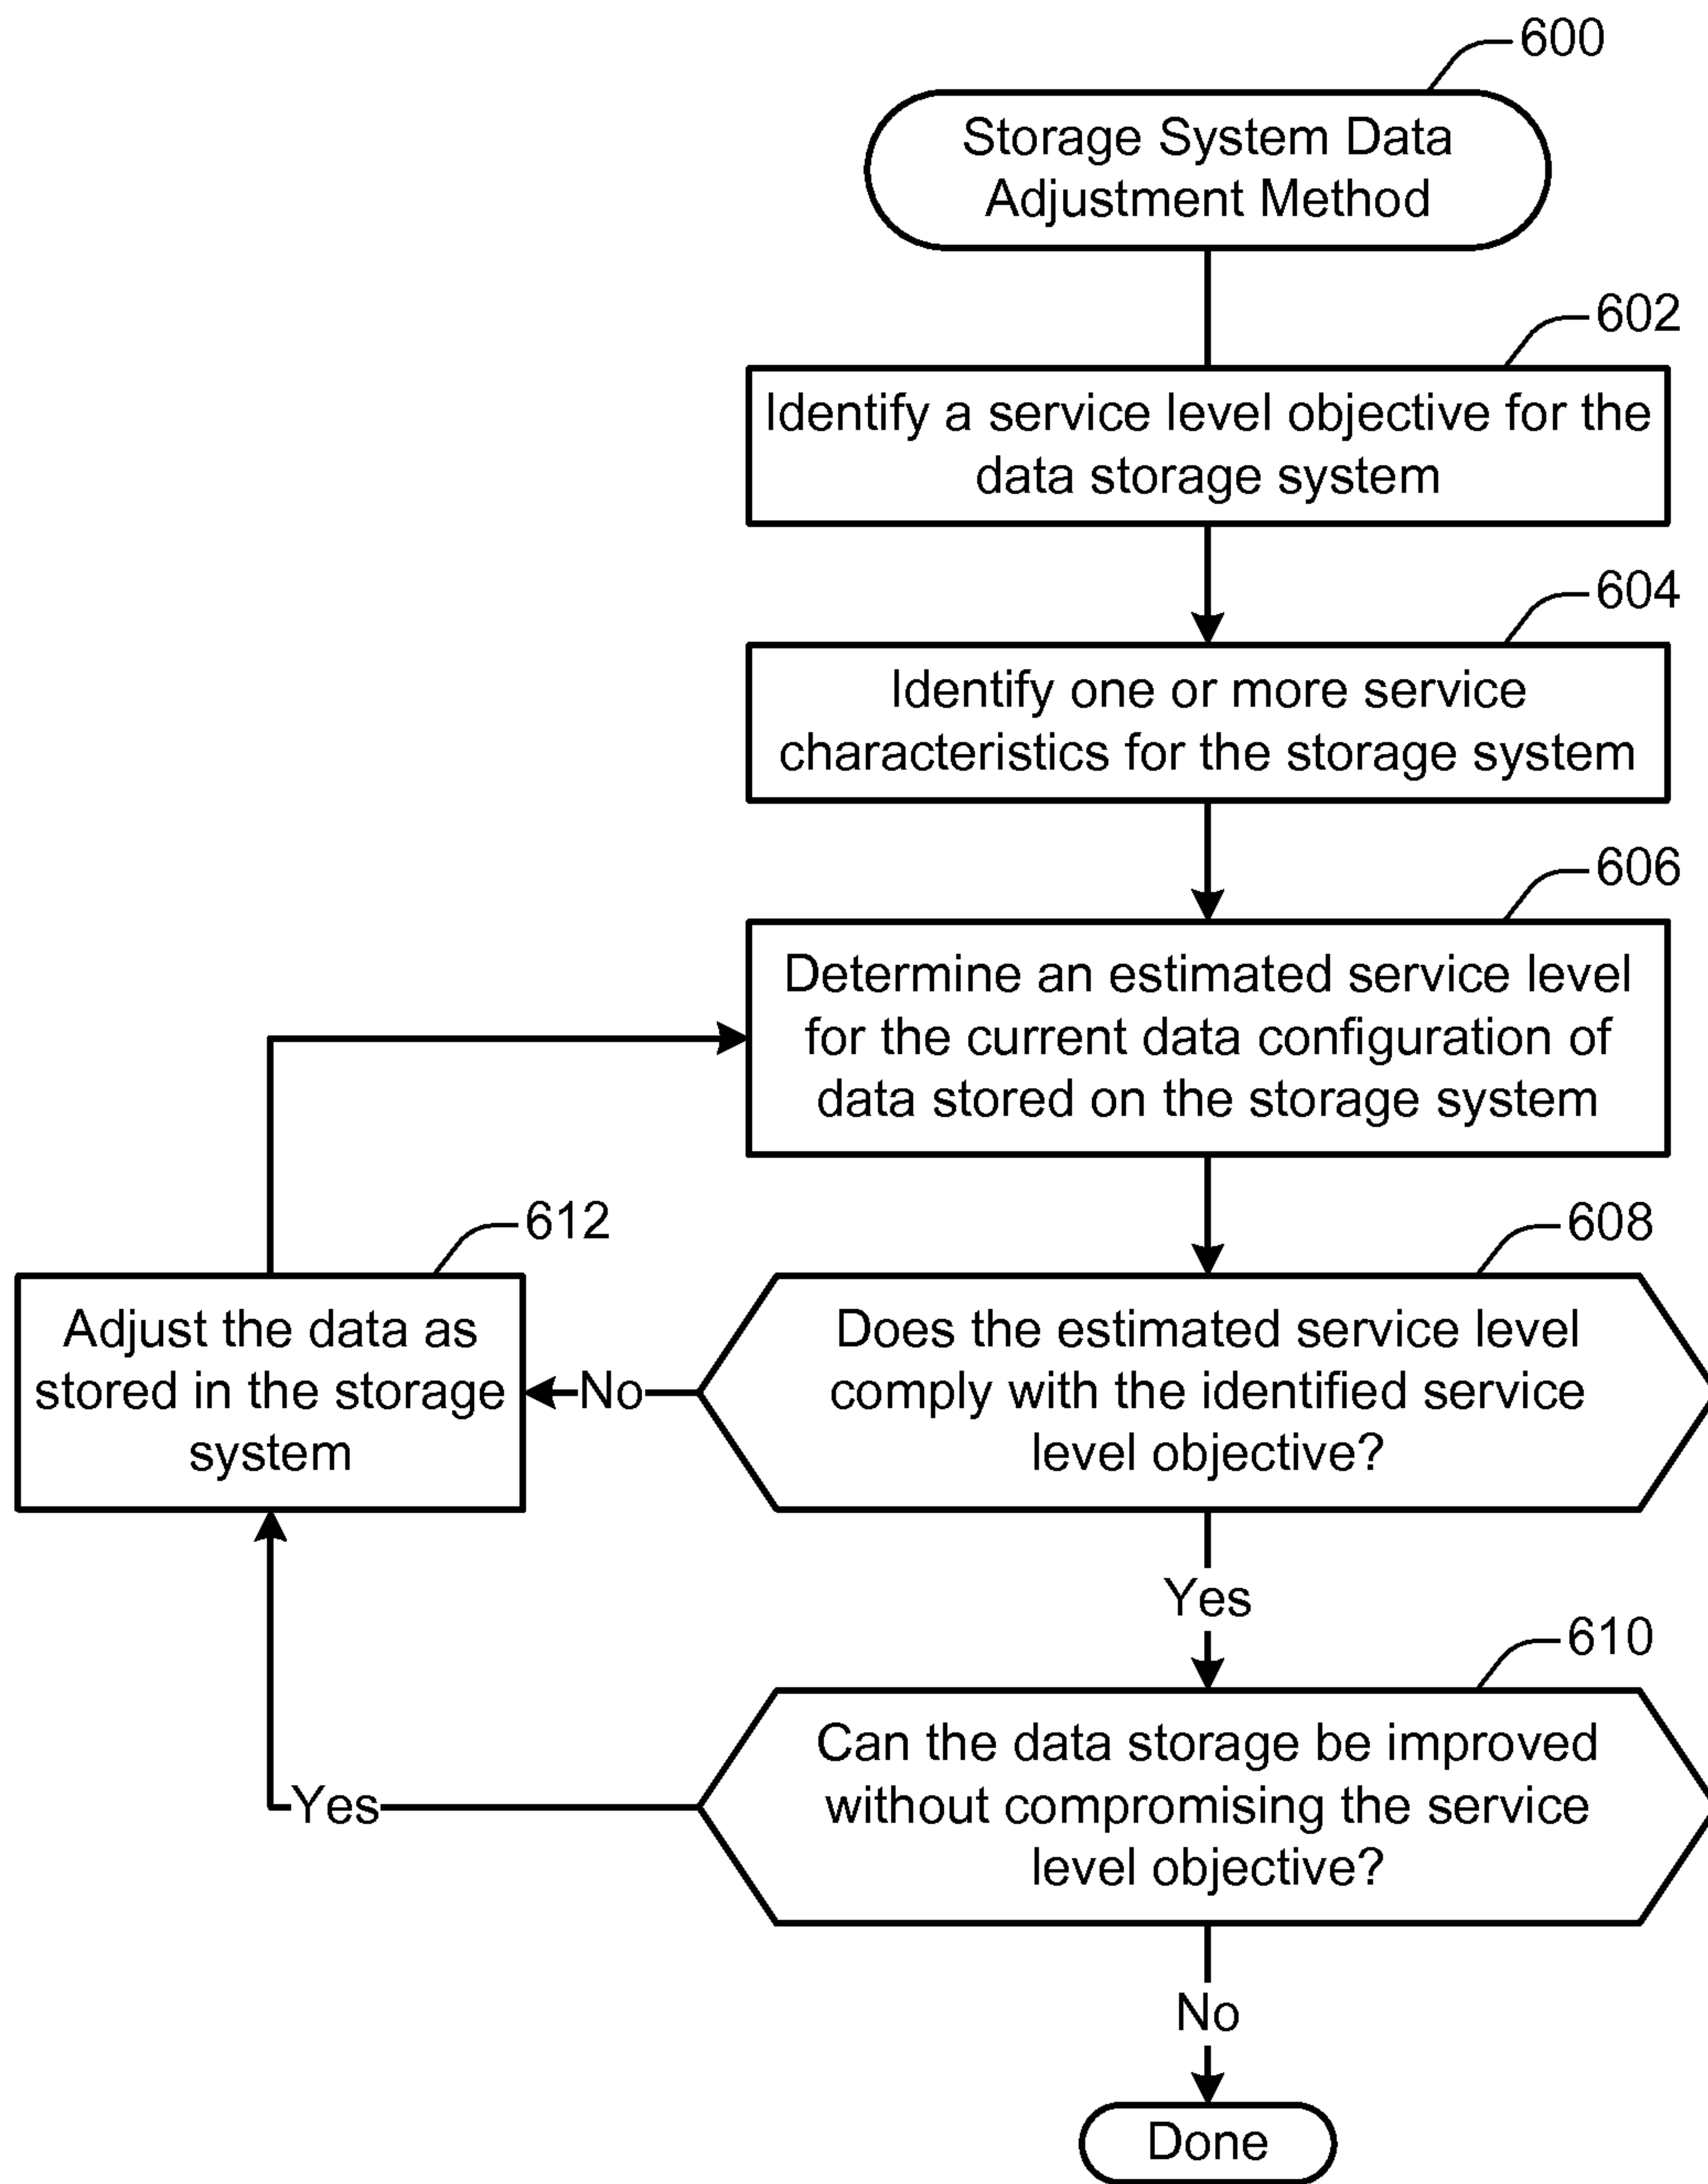 600
Storage System Data
Adjustment Method
602
Identify a service level objective for the
data storage system
604
Identify one or more service
characteristics for the storage system
606
Determine an estimated service level
for the current data configuration of
data stored on the storage system
612
608
Adjust the data as
stored in the storage
system
No
Does the estimated service level
comply with the identified service
level objective?
Yes
610
Can the data storage be improved
without compromising the service
level objective?
Yes
No
Done